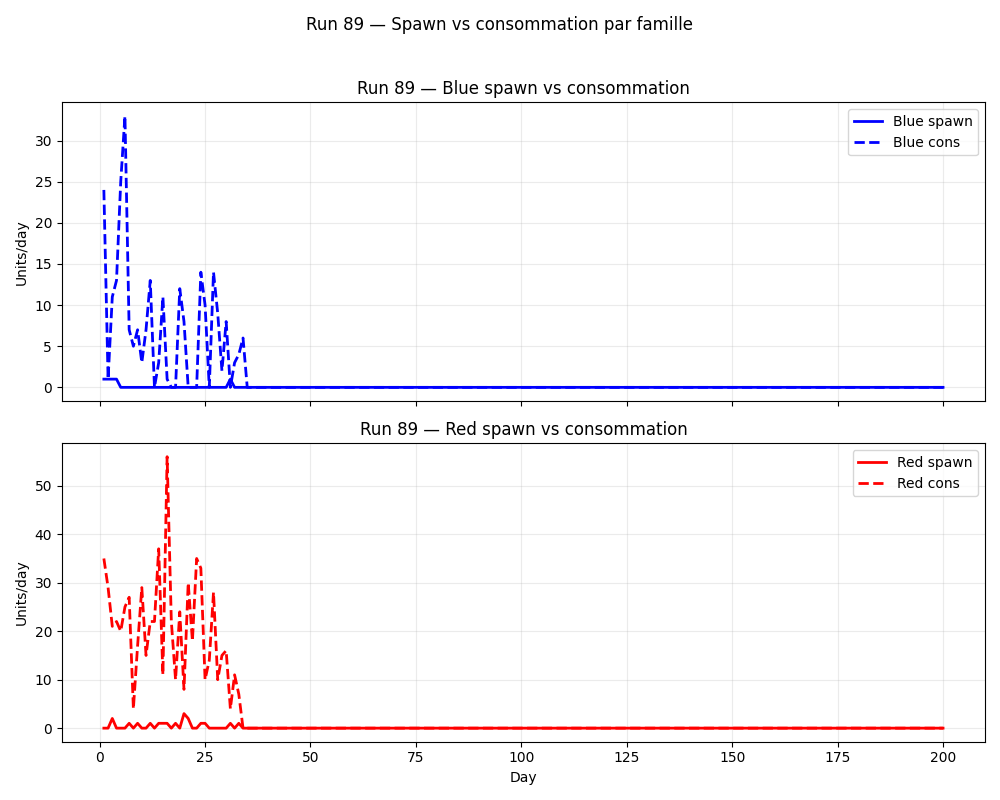 Run 89 — Spawn vs consommation par famille
Run 89 — Blue spawn vs consommation
Units/day
30
25
20
15
10
5
0
Blue spawn
Blue cons
Run 89 — Red spawn vs consommation
Units/day
50
40
30
20
10
0
Red spawn
Red cons
0 25 50 75 100 125 150 175 200
Day